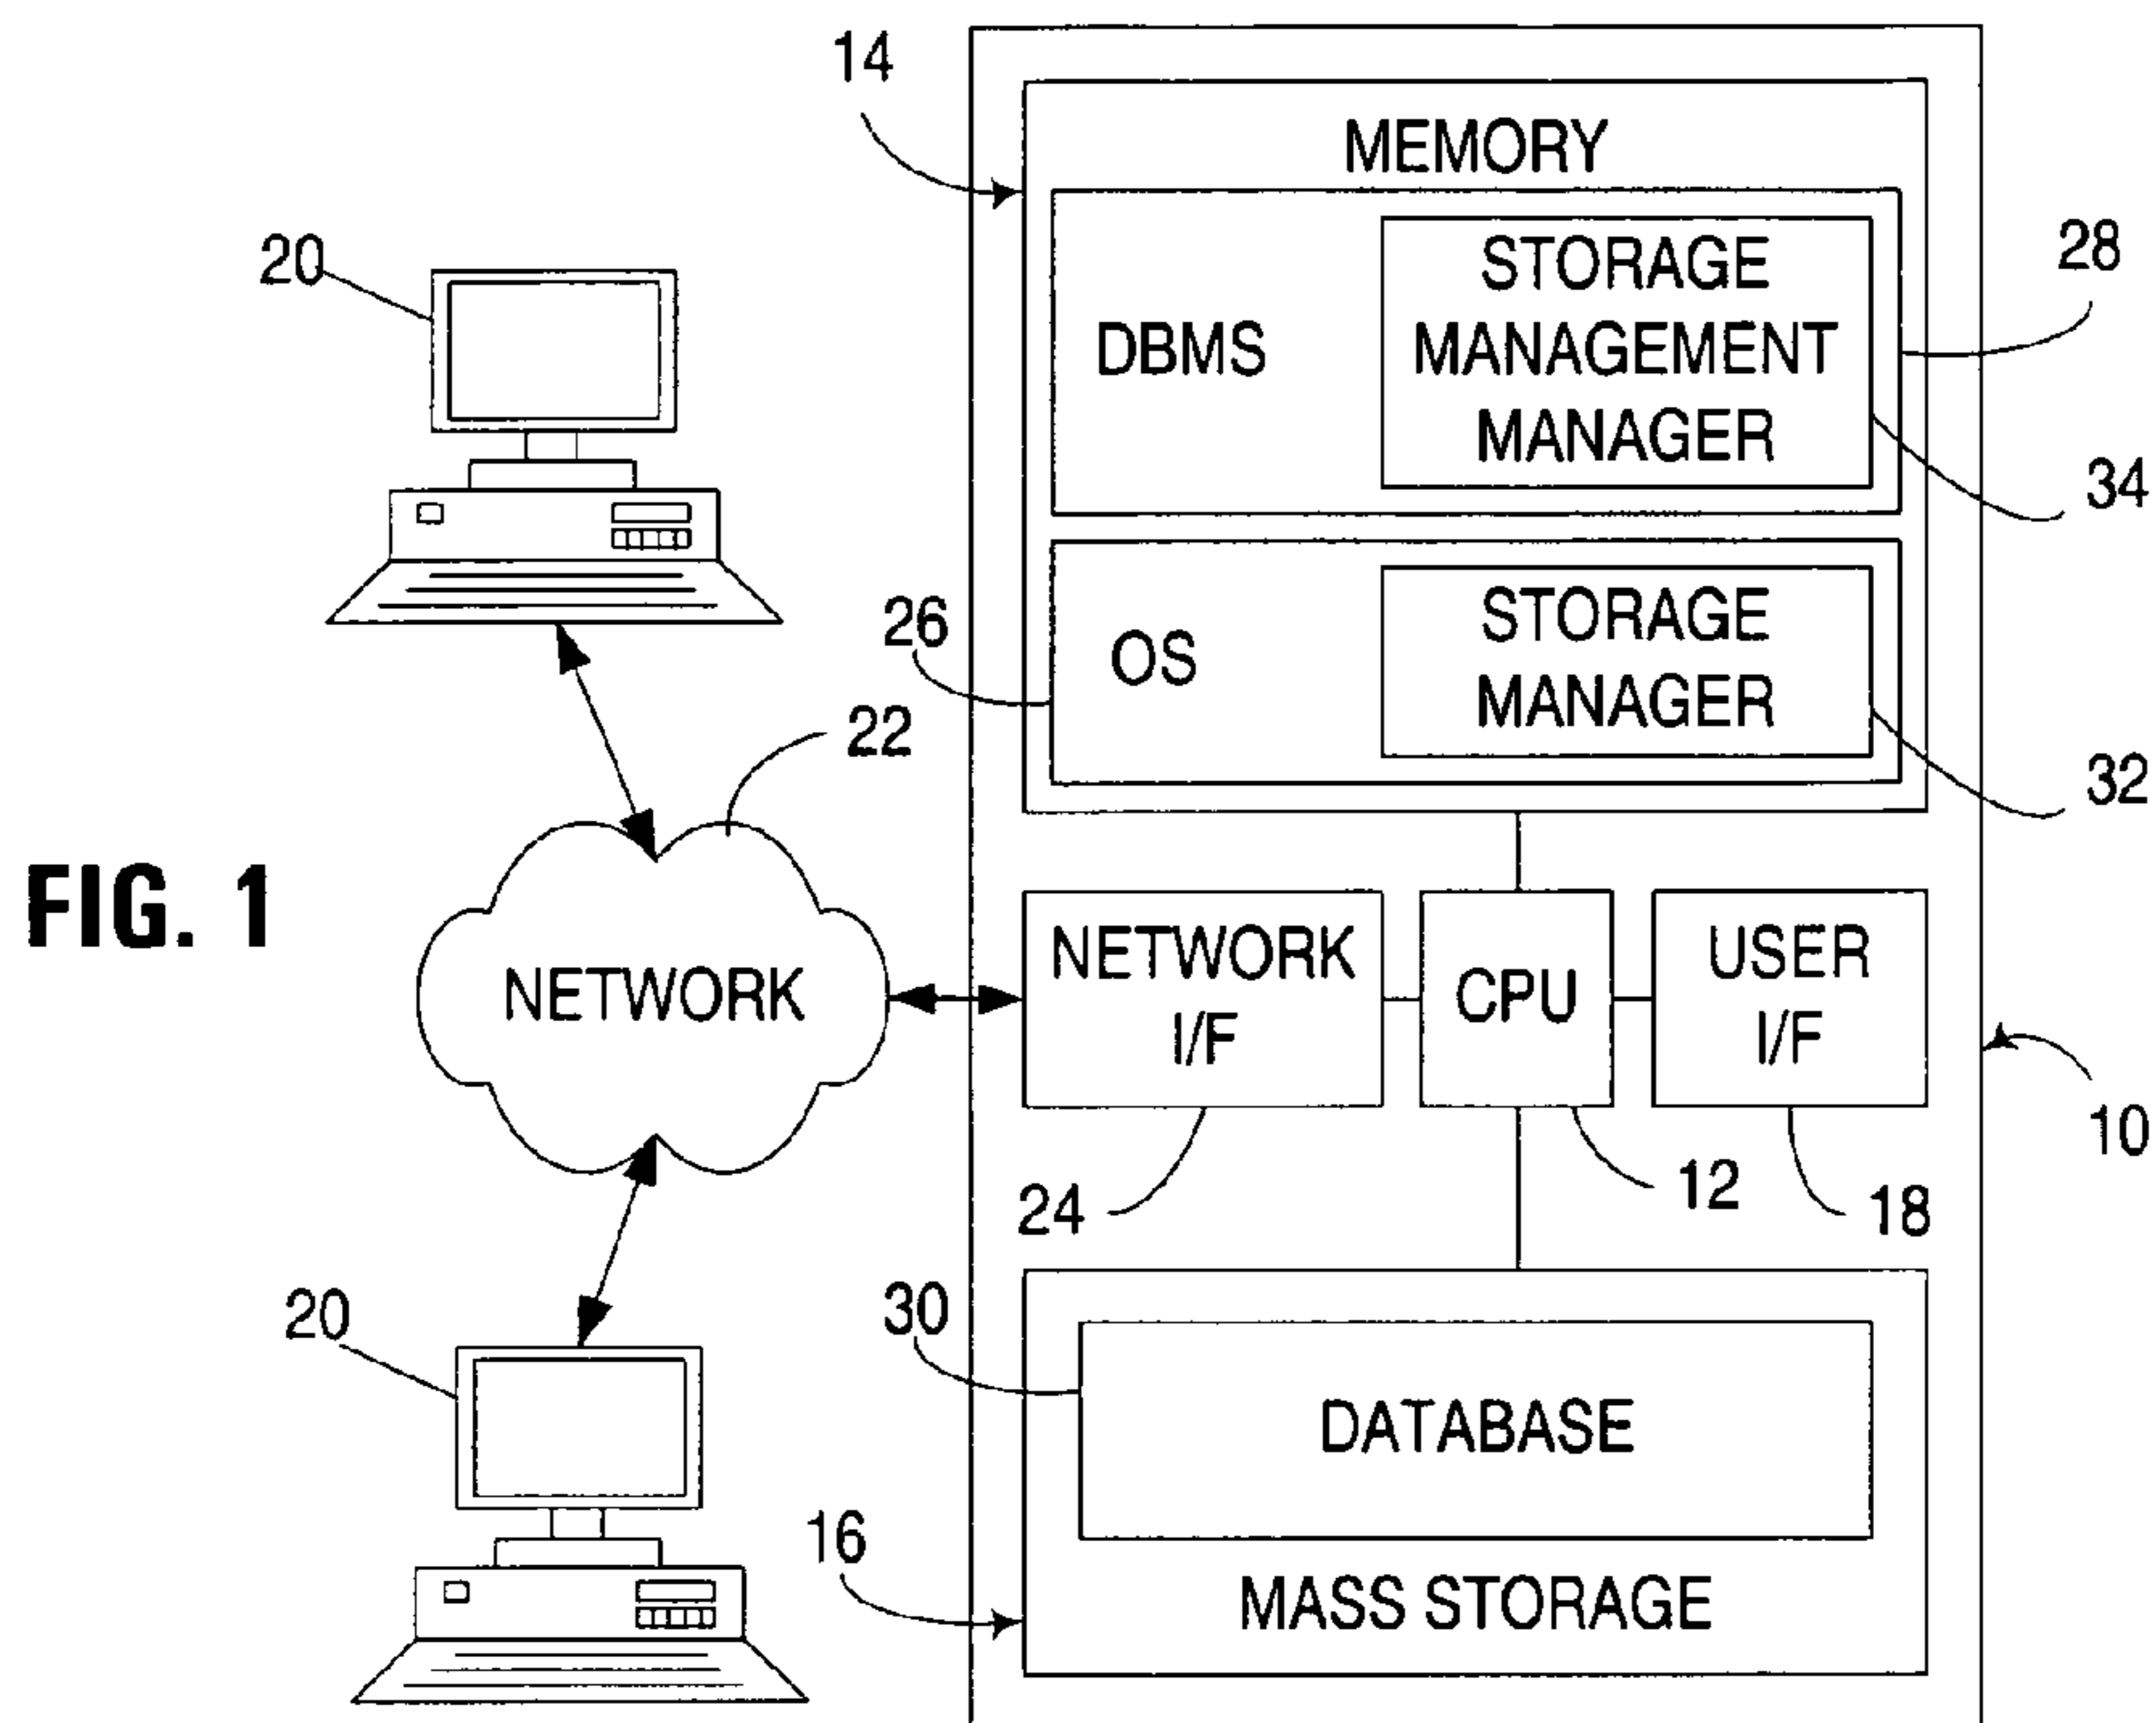 14
MEMORY
20
STORAGE
MANAGEMENT
MANAGER
DBMS
28
34
26
OS
STORAGE
MANAGER
22
32
FIG. 1
NETWORK
NETWORK
I/F
CPU
USER
I/F
10
24
12
18
20
30
DATABASE
16
MASS STORAGE